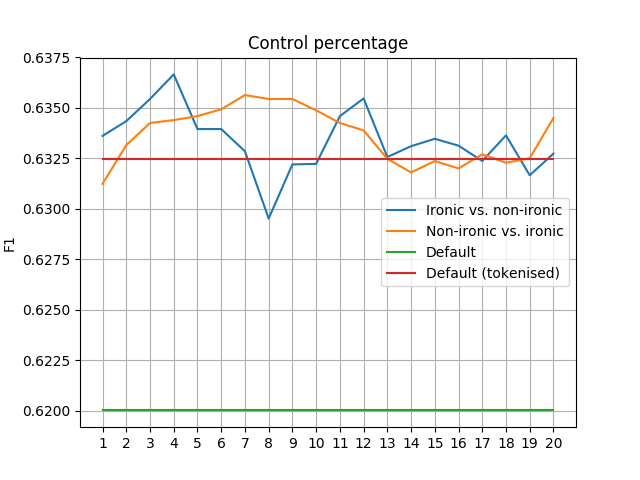 Control percentage
0.6375
0.6350
0.6325
0.6300
0.6275
0.6250
0.6225
0.6200
F1
Ironic vs. non-ironic
Non-ironic vs. ironic
Default
Default (tokenised)
1 2 3 4 5 6 7 8 9 10 11 12 13 14 15 16 17 18 19 20